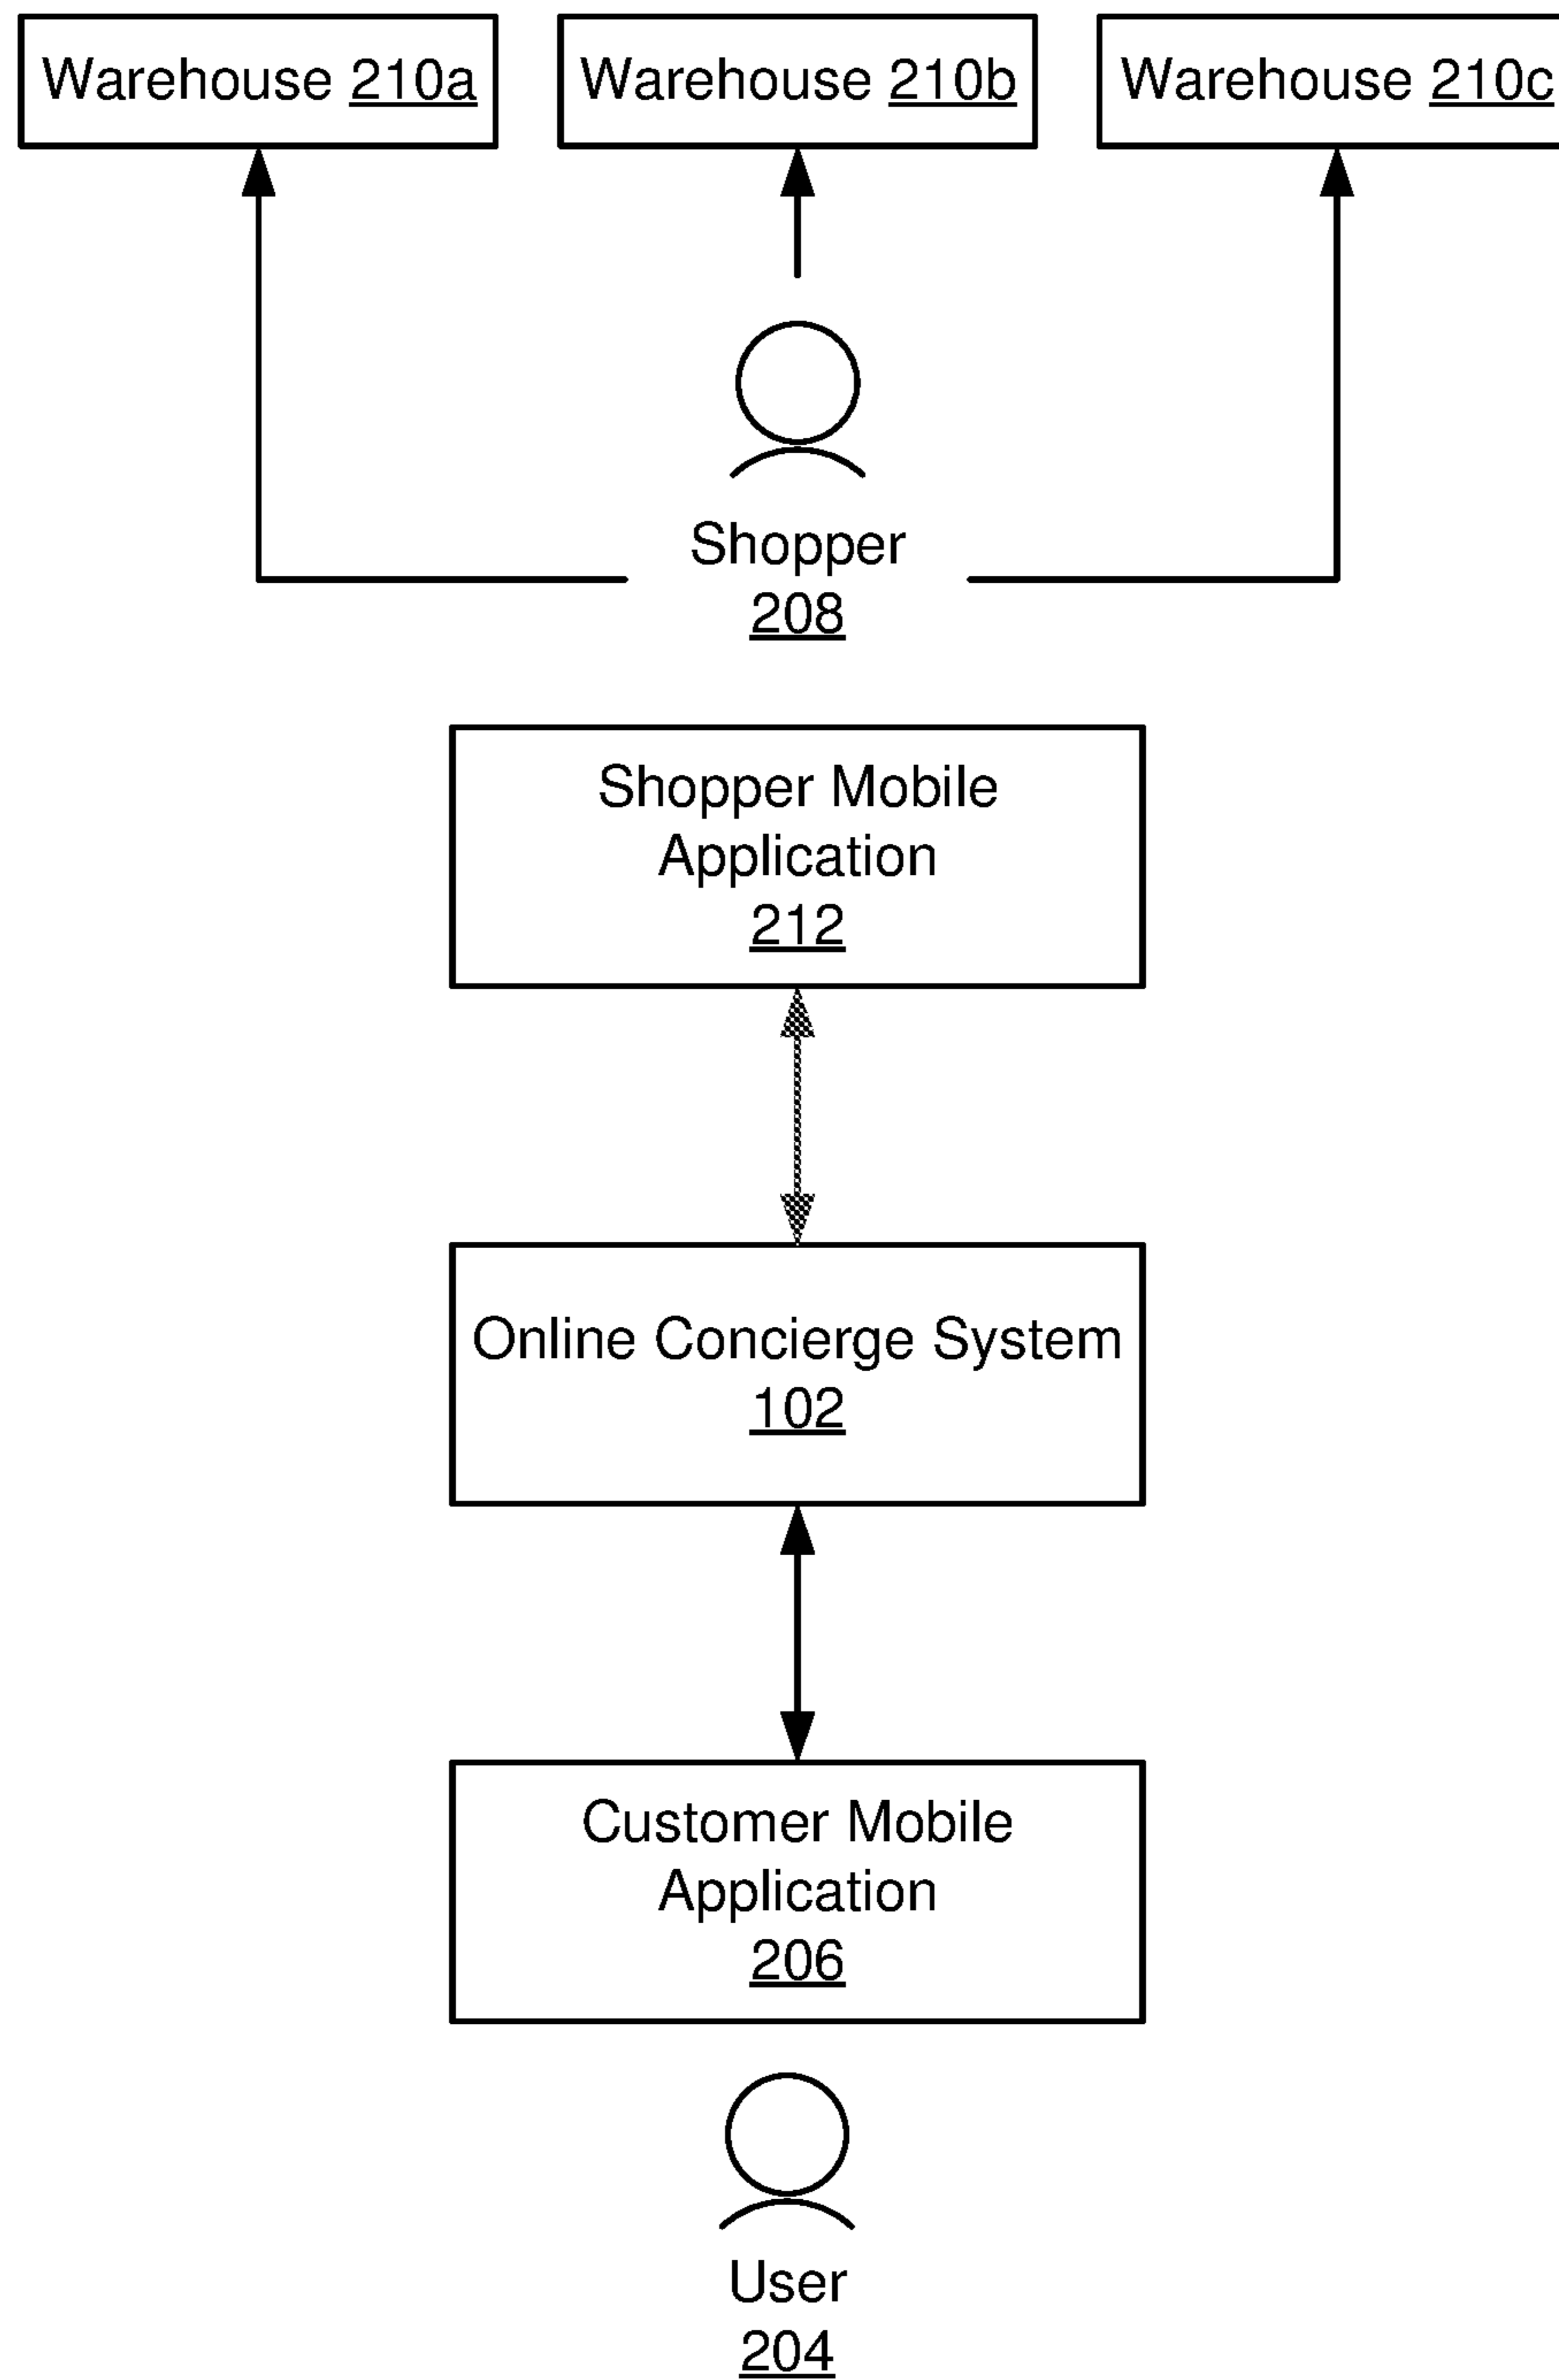 Warehouse 210a
Warehouse 210b
Warehouse 210c
Shopper
208
Shopper Mobile
Application
212
Online Concierge System
102
Customer Mobile
Application
206
User
204